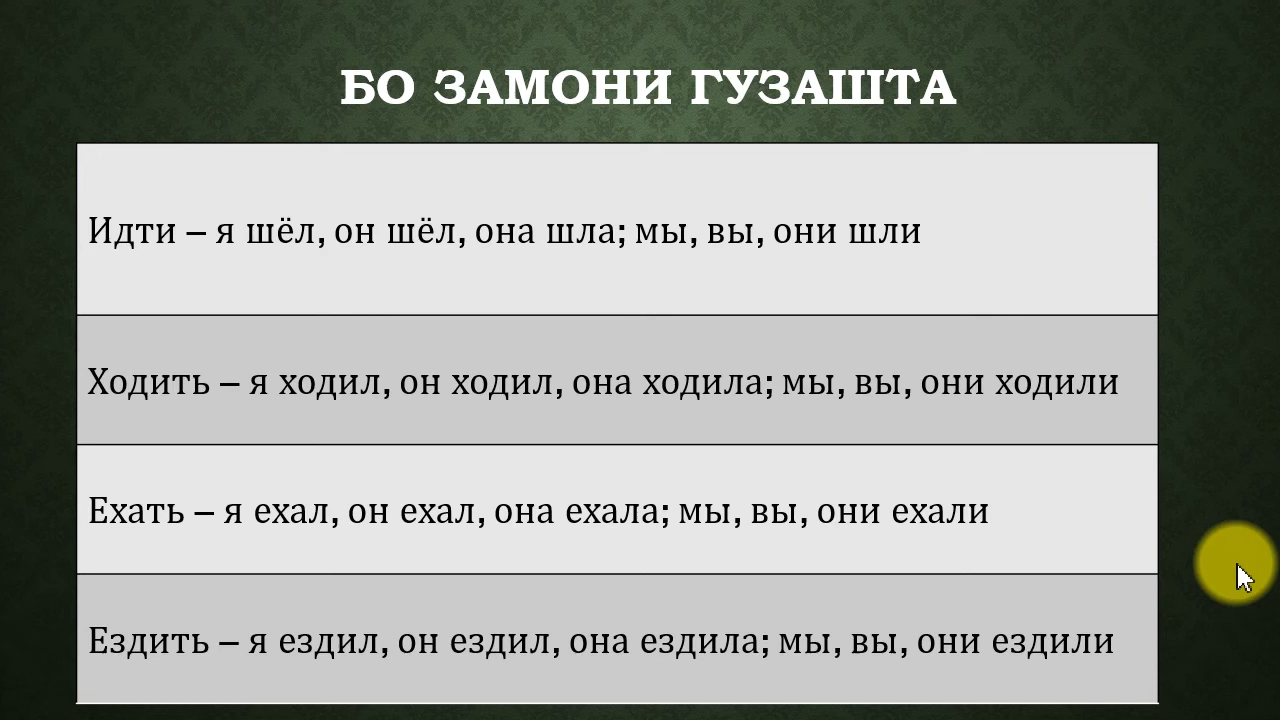 БО ЗАМОНИ ГУЗАШТА
Идти – я шёл, он шёл, она шла; мы, вы, они шли
Ходить – я ходил, он ходил, она ходила; мы, вы, они ходили
Ехать – я ехал, он ехал, она ехала; мы, вы, они ехали
Ездить – я ездил, он ездил, она ездила; мы, вы, они ездили